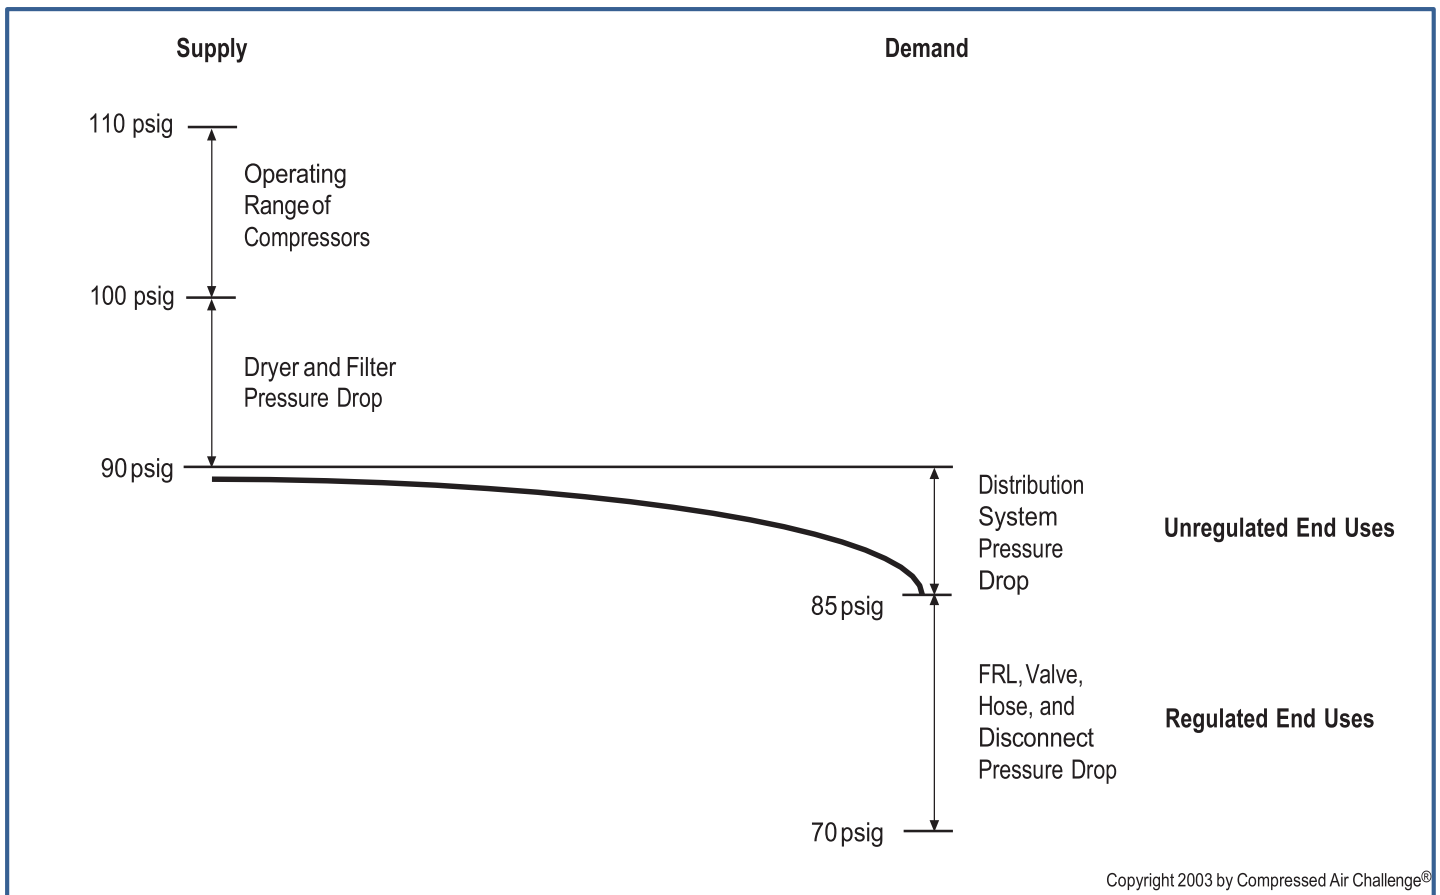 Supply
Demand
110 psig
Operating
Range of
Compressors
100 psig
Dryer and Filter
Pressure Drop
90 psig
Distribution
System
Pressure
Drop
Unregulated End Uses
85 psig
FRL, Valve,
Hose, and
Disconnect
Pressure Drop
Regulated End Uses
70 psig
Copyright 2003 by Compressed Air Challenge®